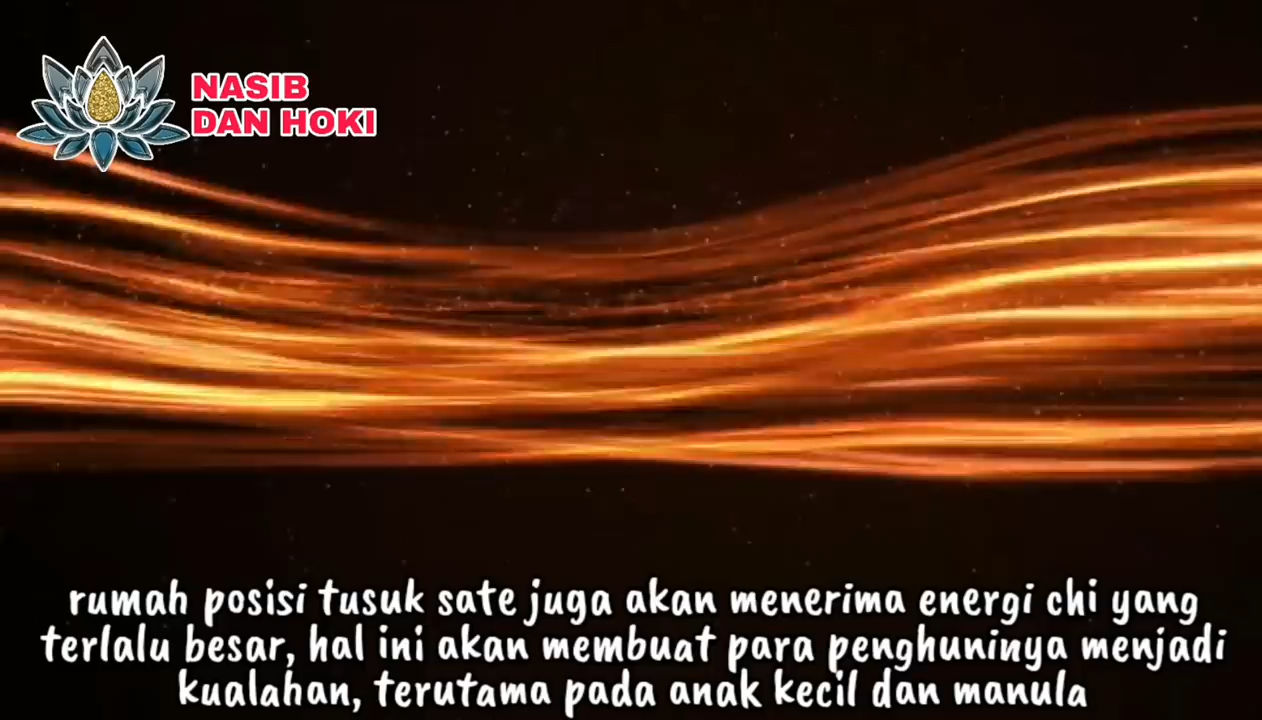 NASIB
DAN HOKI
rumah posisi tusuk sate juga akan menerima energi chi yang
terlalu besar, hal ini akan membuat para penghuninya menjadi
kualahan, terutama pada anak kecil dan manula